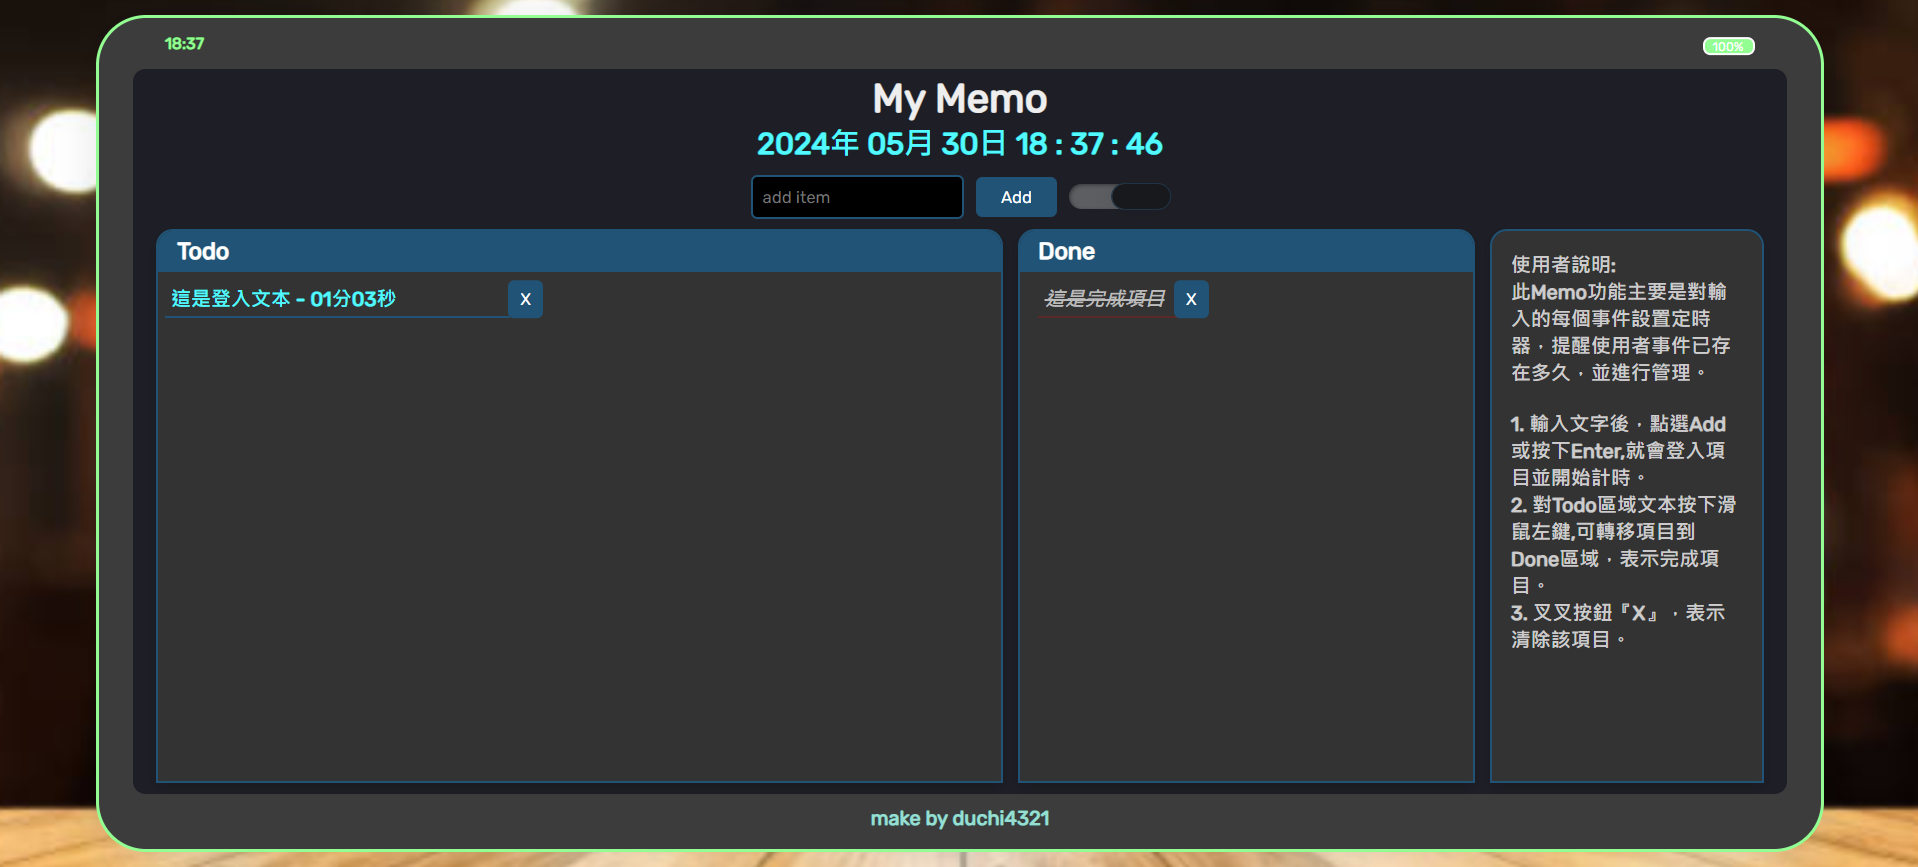 18:37
100%
My Memo
2024年 05月 30日 18 : 37 : 46
add item
Add
Todo
Done
這是登入文本 - 01分03秒
X
這是完成項目
X
使用者說明:
此Memo功能主要是對輸
入的每個事件設置定時
器，提醒使用者事件已存
在多久，並進行管理。
1. 輸入文字後，點選Add
或按下Enter,就會登入項
目並開始計時。
2. 對Todo區域文本按下滑
鼠左鍵,可轉移項目到
Done區域，表示完成項
目。
3. 叉叉按鈕『X』，表示
清除該項目。
make by duchi4321